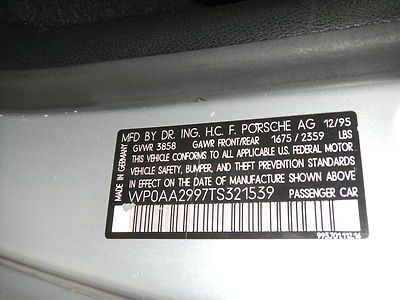 MFD BY DR. ING. H.C. F. PORSCHE AG 12/95
GVWR 3858 GAWR FRONT/REAR 1675 / 2359 LBS
THIS VEHICLE CONFORMS TO ALL APPLICABLE U.S. FEDERAL MOTOR
VEHICLE SAFETY, BUMPER, AND THEFT PREVENTION STANDARDS
IN EFFECT ON THE DATE OF MANUFACTURE SHOWN ABOVE
WP0AA2997TS321539 PASSENGER CAR
MADE IN GERMANY